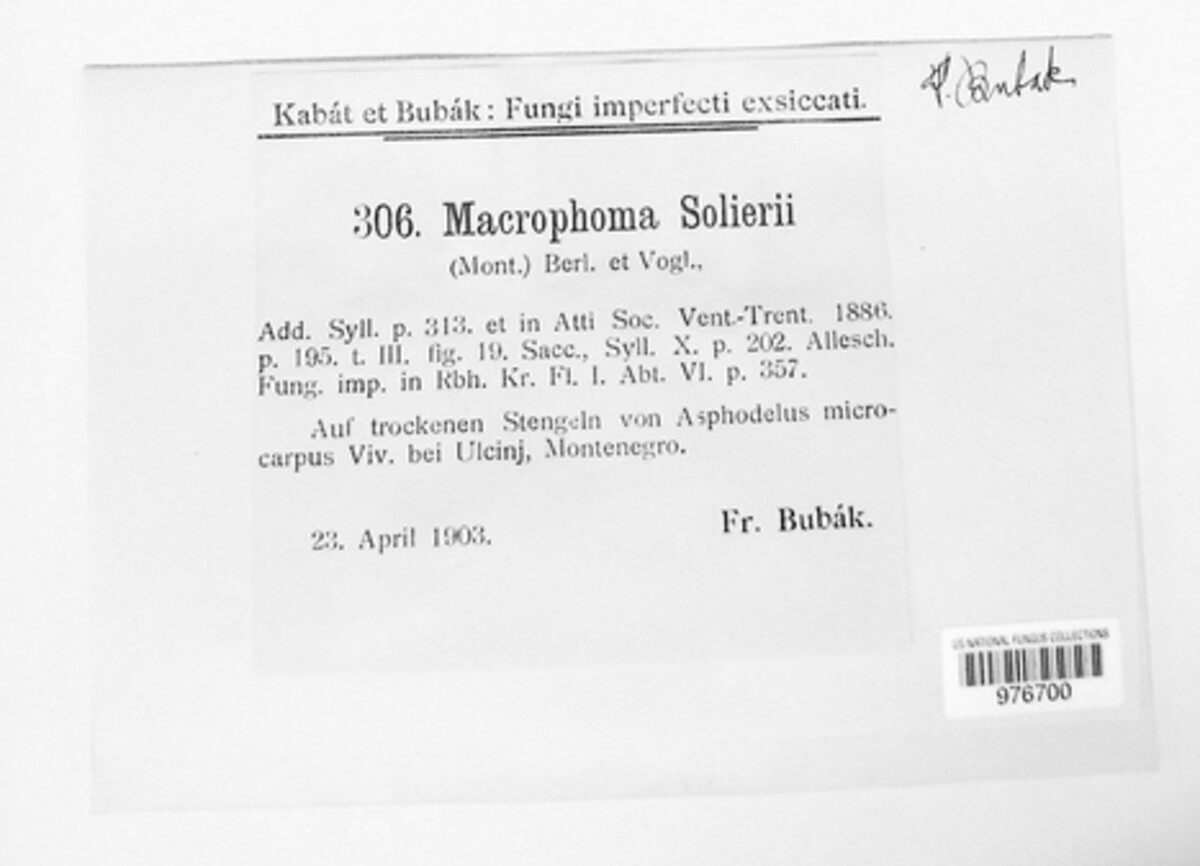 Kabát et Bubák: Fungi imperfecti exsiccati.
F. Bubak
306. Macrophoma Solierii
(Mont.) Berl. et Vogl.,
Add. Syll. p. 313. et in Atti Soc. Vent.-Trent. 1886.
p. 195. t. III. fig. 19. Sacc., Syll. X. p. 202. Allesch.
Fung. imp. in Rbh. Kr. Fl. I. Abt. VI. p. 357.
Auf trockenen Stengeln von Asphodelus micro-
carpus Viv. bei Ulcinj, Montenegro.
23. April 1903. Fr. Bubák.
US NATIONAL FUNGUS COLLECTIONS
976700